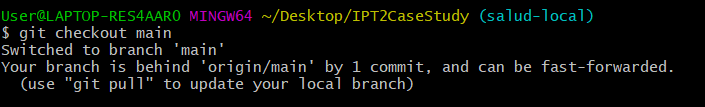 User@LAPTOP-RES4AAR0 MINGW64 ~/Desktop/IPT2CaseStudy (salud-local)
$ git checkout main
Switched to branch 'main'
Your branch is behind 'origin/main' by 1 commit, and can be fast-forwarded.
  (use "git pull" to update your local branch)